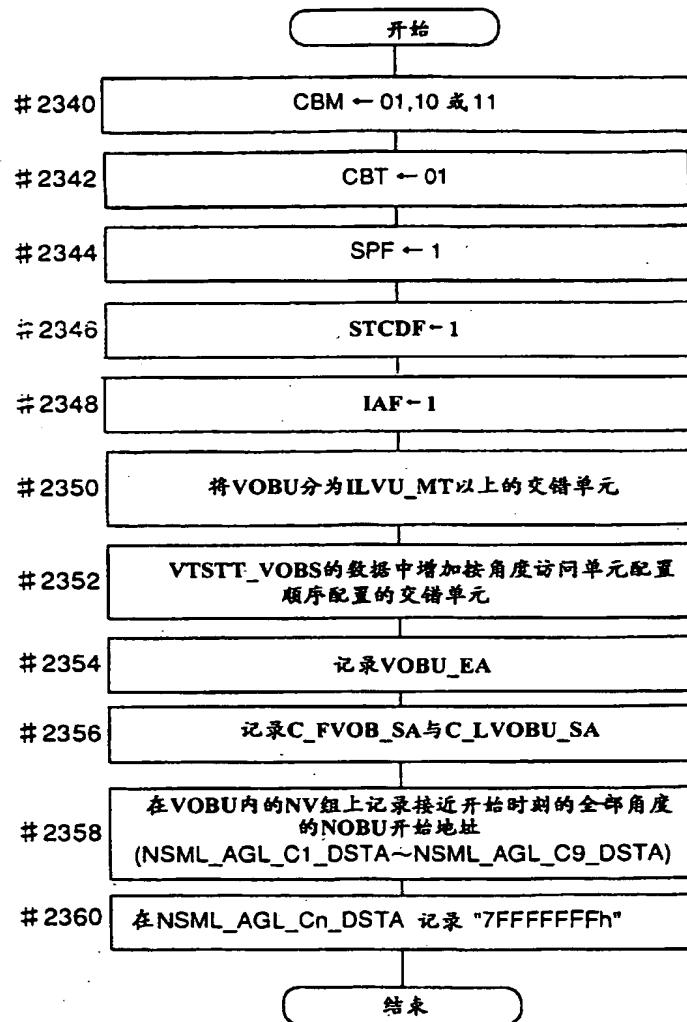 开始
#2340 CBM ← 01,10 或 11
#2342 CBT ← 01
#2344 SPF ← 1
#2346 STCDF ← 1
#2348 IAF ← 1
#2350 将VOBU分为ILVU_MT以上的交错单元
#2352 VTSTT_VOBS的数据中增加按角度访问单元配置
顺序配置的交错单元
#2354 记录VOBU_EA
#2356 记录C_FVOB_SA与C_LVOBU_SA
#2358 在VOBU内的NV组上记录接近开始时刻的全部角度
的NOBU开始地址
(NSML_AGL_C1_DSTA~NSML_AGL_C9_DSTA)
#2360 在NSML_AGL_Cn_DSTA 记录 "7FFFFFFFh"
结束